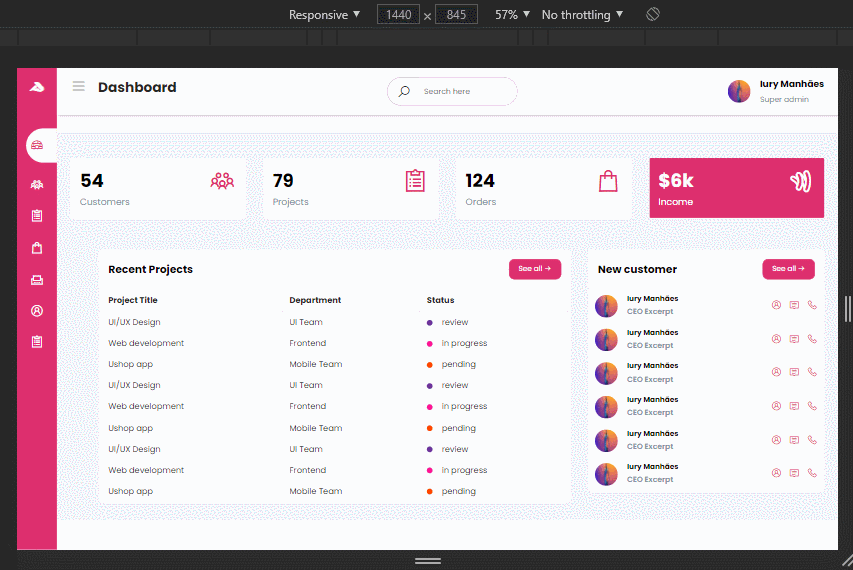 Responsive 1440 × 845 57% No throttling
Dashboard Search here Iury Manhães
Super admin
54 79 124 $6k
Customers Projects Orders Income
Recent Projects See all → New customer See all →
Project Title Department Status
UI/UX Design UI Team review
Web development Frontend in progress
Ushop app Mobile Team pending
UI/UX Design UI Team review
Web development Frontend in progress
Ushop app Mobile Team pending
UI/UX Design UI Team review
Web development Frontend in progress
Ushop app Mobile Team pending
Iury Manhães
CEO Excerpt
Iury Manhães
CEO Excerpt
Iury Manhães
CEO Excerpt
Iury Manhães
CEO Excerpt
Iury Manhães
CEO Excerpt
Iury Manhães
CEO Excerpt